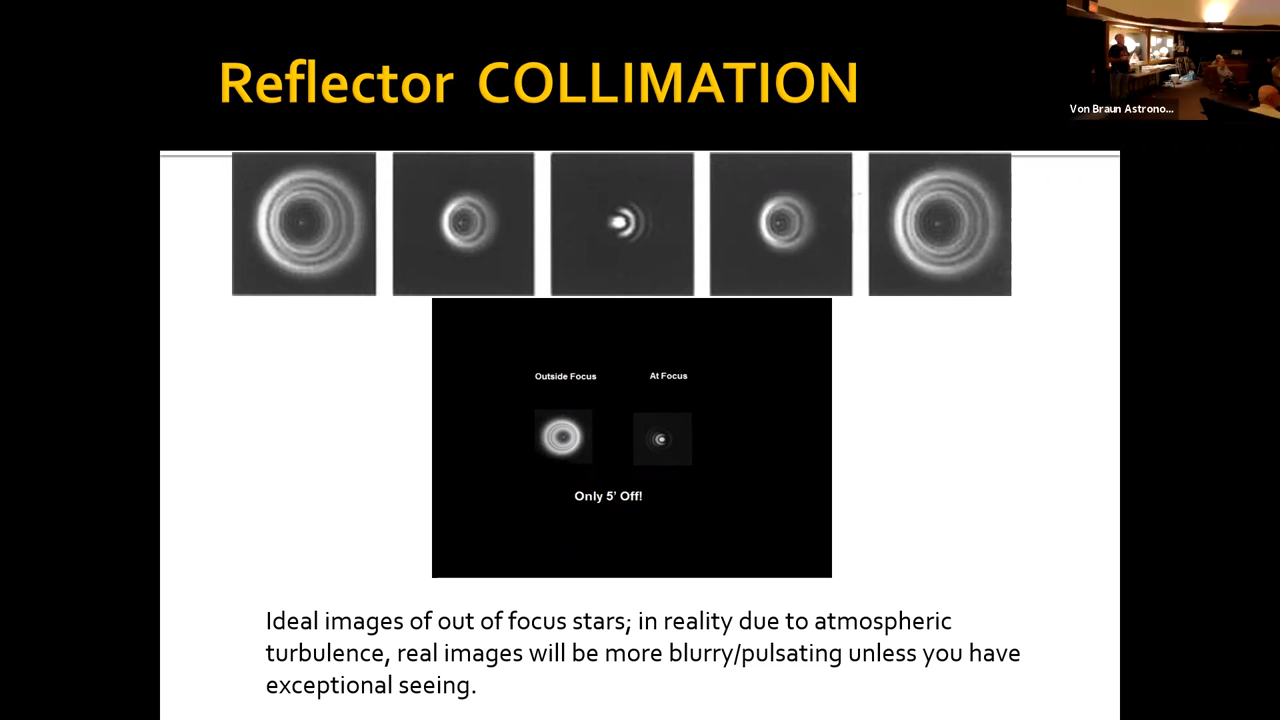 Reflector COLLIMATION
Von Braun Astrono...
Outside Focus
At Focus
Only 5' Off!
Ideal images of out of focus stars; in reality due to atmospheric
turbulence, real images will be more blurry/pulsating unless you have
exceptional seeing.